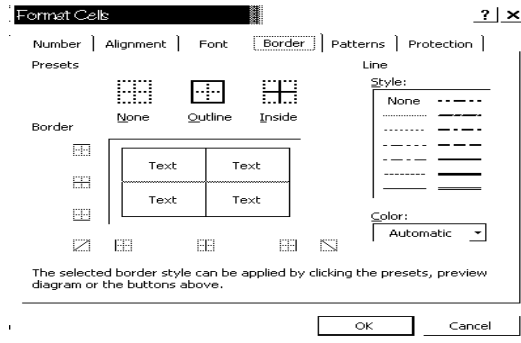 Format Cells
? ×
Number Alignment Font Border Patterns Protection
Presets
Line
Style:
None
None Outline Inside
Border
Text Text
Text Text
Color:
Automatic
The selected border style can be applied by clicking the presets, preview
diagram or the buttons above.
OK Cancel